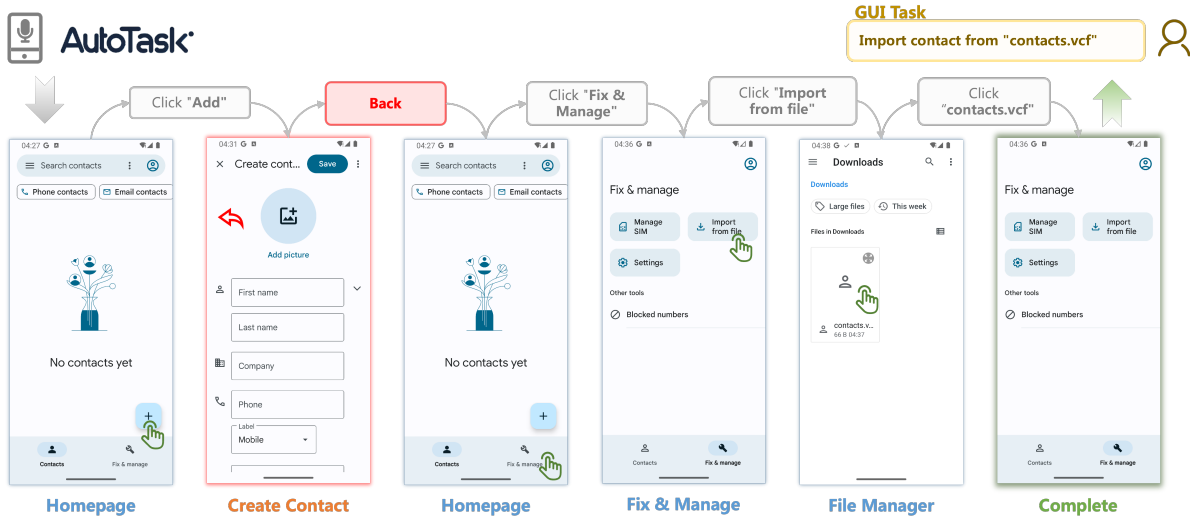 AutoTask
GUI Task
Import contact from "contacts.vcf"
Click "Add"
Back
Click "Fix &
Manage"
Click "Import
from file"
Click
"contacts.vcf"
04:27 G
Search contacts
Phone contacts
Email contacts
No contacts yet
+
Contacts
Fix & manage
Homepage
04:31 G
Create cont...
Save
Add picture
First name
Last name
Company
Phone
Label
Mobile
Create Contact
04:27 G
Search contacts
Phone contacts
Email contacts
No contacts yet
+
Contacts
Fix & manage
Homepage
04:36 G
Fix & manage
Manage
SIM
Import
from file
Settings
Other tools
Blocked numbers
Contacts
Fix & manage
Fix & Manage
04:38 G
Downloads
Downloads
Large files
This week
Files in Downloads
contacts.v...
66 B 04:37
File Manager
04:36 G
Fix & manage
Manage
SIM
Import
from file
Settings
Other tools
Blocked numbers
Contacts
Fix & manage
Complete